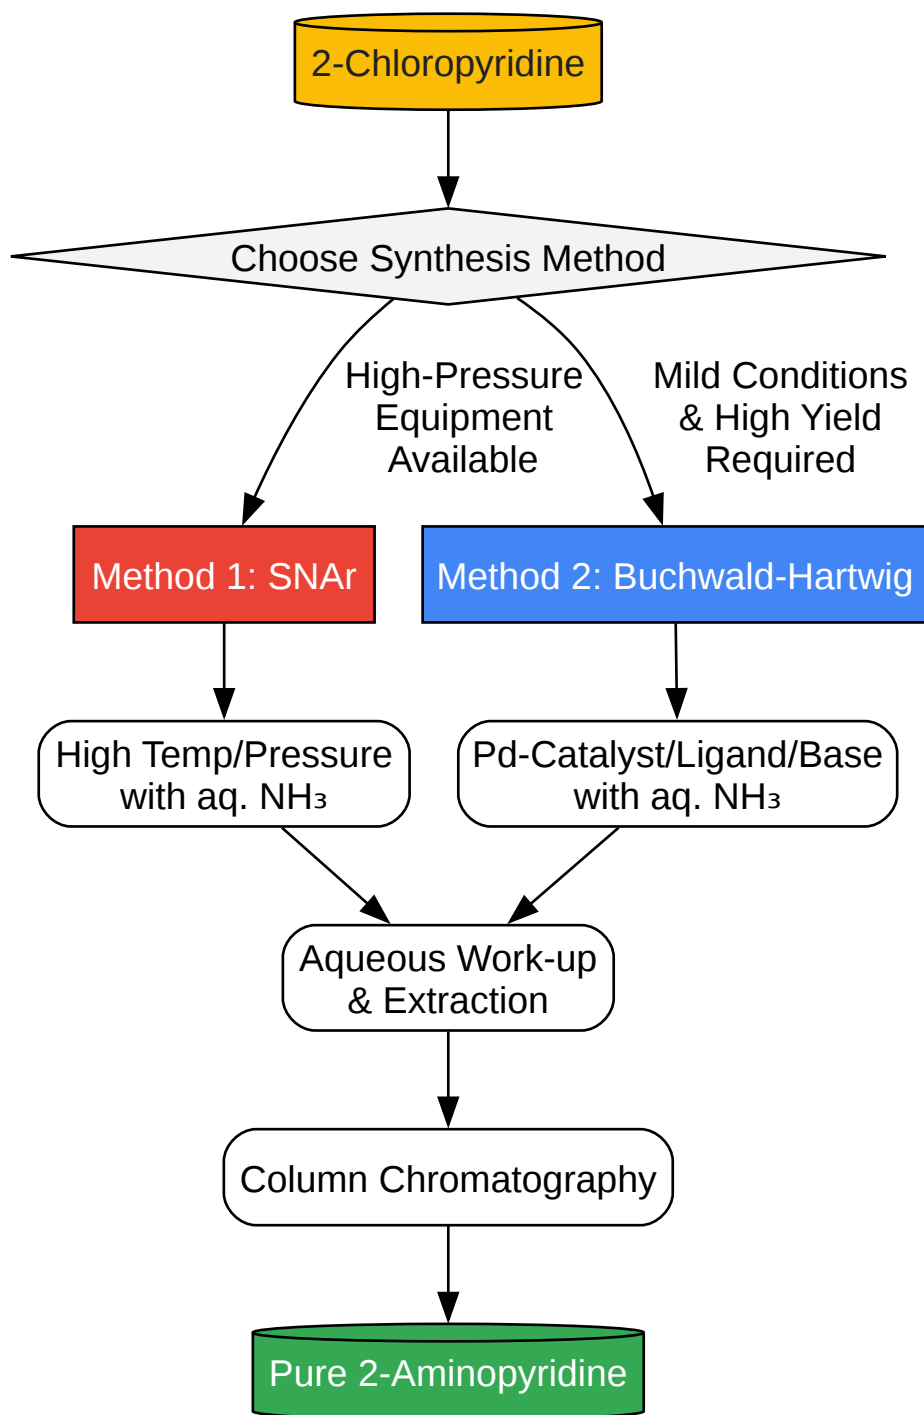 2-Chloropyridine
Choose Synthesis Method
High-Pressure
Equipment
Available
Mild Conditions
& High Yield
Required
Method 1: SNAr
Method 2: Buchwald-Hartwig
High Temp/Pressure
with aq. NH₃
Pd-Catalyst/Ligand/Base
with aq. NH₃
Aqueous Work-up
& Extraction
Column Chromatography
Pure 2-Aminopyridine